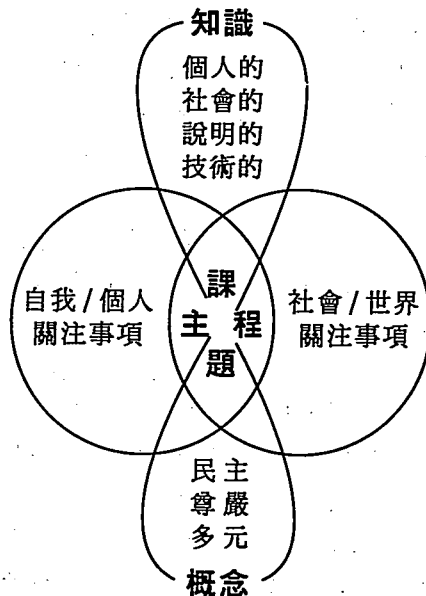 知識
個人的
社會的
說明的
技術的
自我/個人
關注事項
課程
主題
社會/世界
關注事項
民主
尊嚴
多元
概念